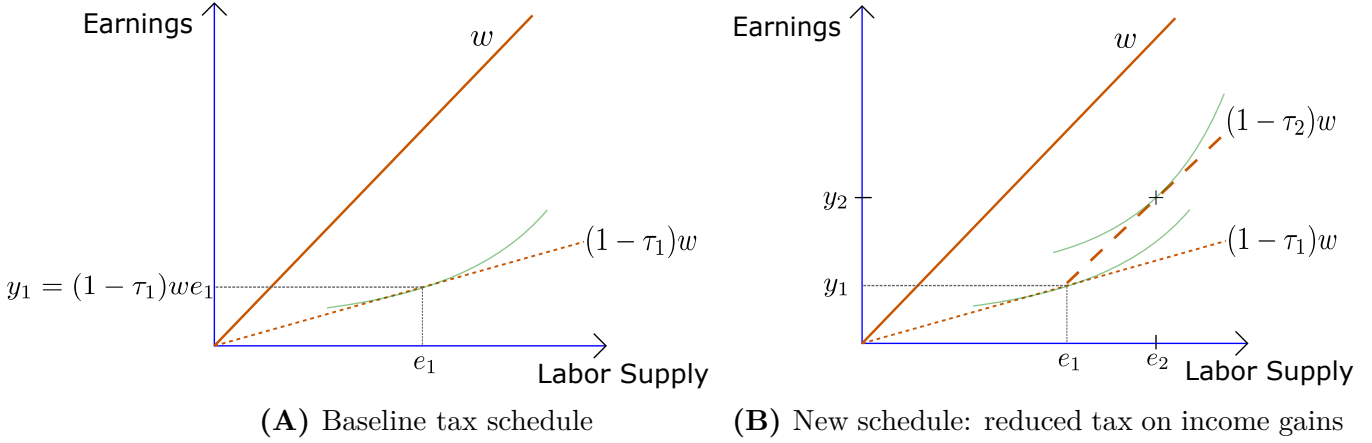 Earnings
w
(1 − τ₁)w
y₁ = (1 − τ₁)we₁
e₁
Labor Supply
(A) Baseline tax schedule
Earnings
w
(1 − τ₂)w
y₂
(1 − τ₁)w
y₁
e₁
e₂
Labor Supply
(B) New schedule: reduced tax on income gains